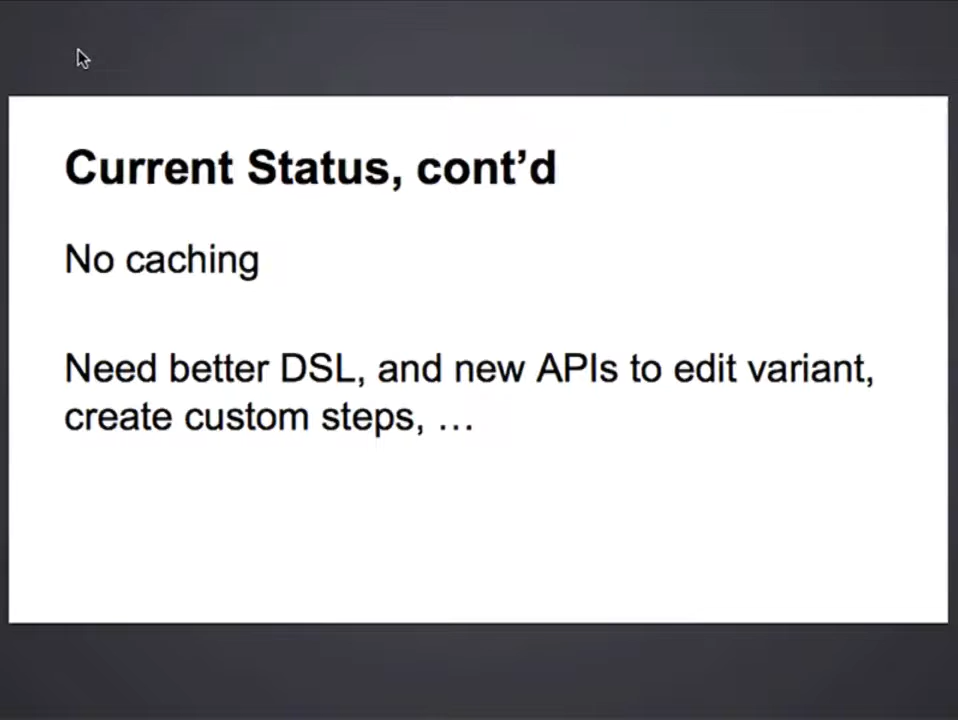 Current Status, cont’d
No caching
Need better DSL, and new APIs to edit variant,
create custom steps, …